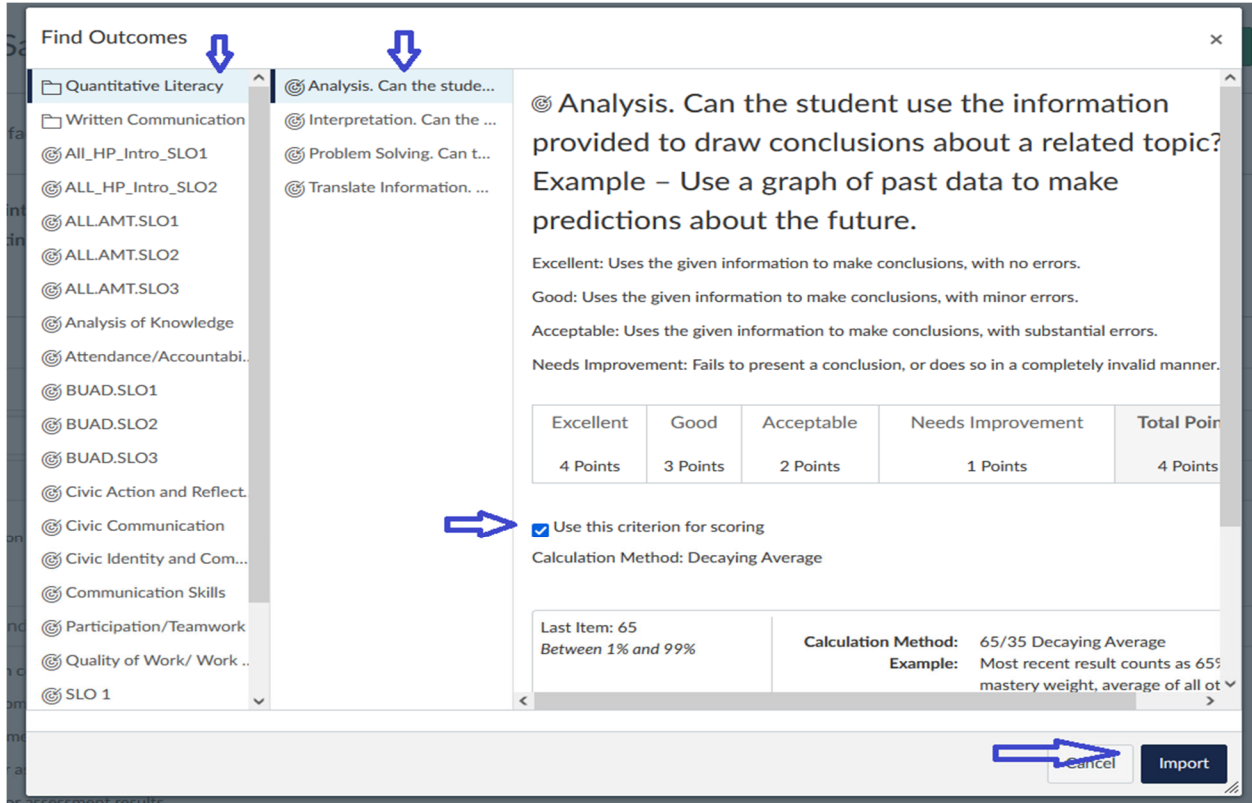 Find Outcomes
×
Quantitative Literacy
Written Communication
All_HP_Intro_SLO1
ALL_HP_Intro_SLO2
ALL.AMT.SLO1
ALL.AMT.SLO2
ALL.AMT.SLO3
Analysis of Knowledge
Attendance/Accountabi..
BUAD.SLO1
BUAD.SLO2
BUAD.SLO3
Civic Action and Reflect.
Civic Communication
Civic Identity and Com...
Communication Skills
Participation/Teamwork
Quality of Work/ Work ..
SLO 1
Analysis. Can the stude...
Interpretation. Can the ...
Problem Solving. Can t...
Translate Information. ...
Analysis. Can the student use the information
provided to draw conclusions about a related topic?
Example – Use a graph of past data to make
predictions about the future.
Excellent: Uses the given information to make conclusions, with no errors.
Good: Uses the given information to make conclusions, with minor errors.
Acceptable: Uses the given information to make conclusions, with substantial errors.
Needs Improvement: Fails to present a conclusion, or does so in a completely invalid manner.
Excellent Good Acceptable Needs Improvement Total Poin
4 Points 3 Points 2 Points 1 Points 4 Points
Use this criterion for scoring
Calculation Method: Decaying Average
Last Item: 65
Between 1% and 99%
Calculation Method: 65/35 Decaying Average
Example: Most recent result counts as 65%
mastery weight, average of all ot
Cancel Import
or assessment results